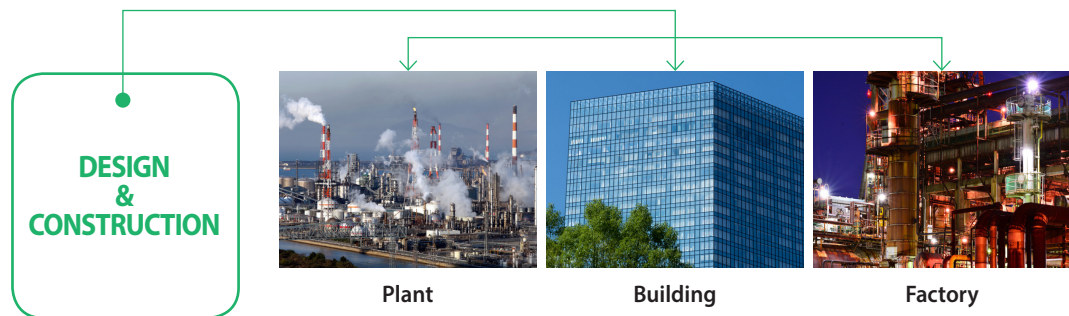 DESIGN
&
CONSTRUCTION
Plant
Building
Factory